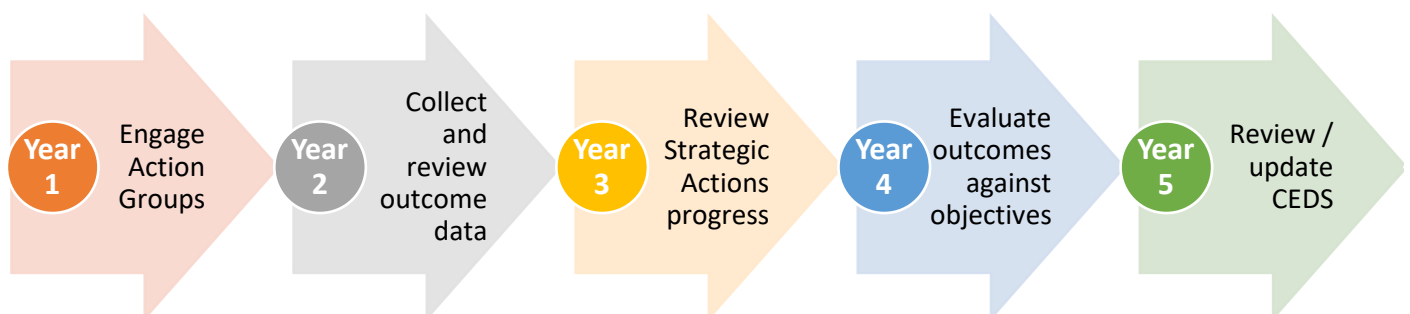 Year
1
Engage
Action
Groups
Year
2
Collect
and
review
outcome
data
Year
3
Review
Strategic
Actions
progress
Year
4
Evaluate
outcomes
against
objectives
Year
5
Review /
update
CEDS